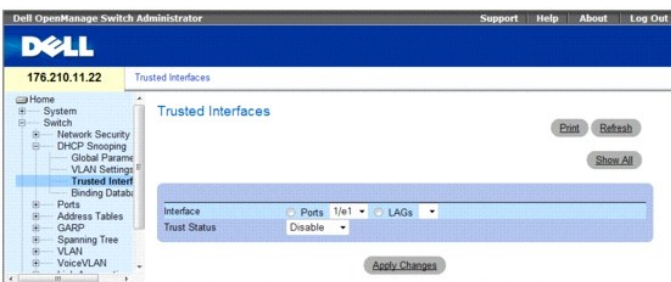 Dell OpenManage Switch Administrator Support Help About Log Out
DELL
176.210.11.22 Trusted Interfaces
Home
System
Switch
Network Security
DHCP Snooping
Global Parame
VLAN Settings
Trusted Interf
Binding Databa
Ports
Address Tables
GARP
Spanning Tree
VLAN
VoiceVLAN
Trusted Interfaces
Print Refresh
Show All
Interface Ports 1/e1 LAGs
Trust Status Disable
Apply Changes